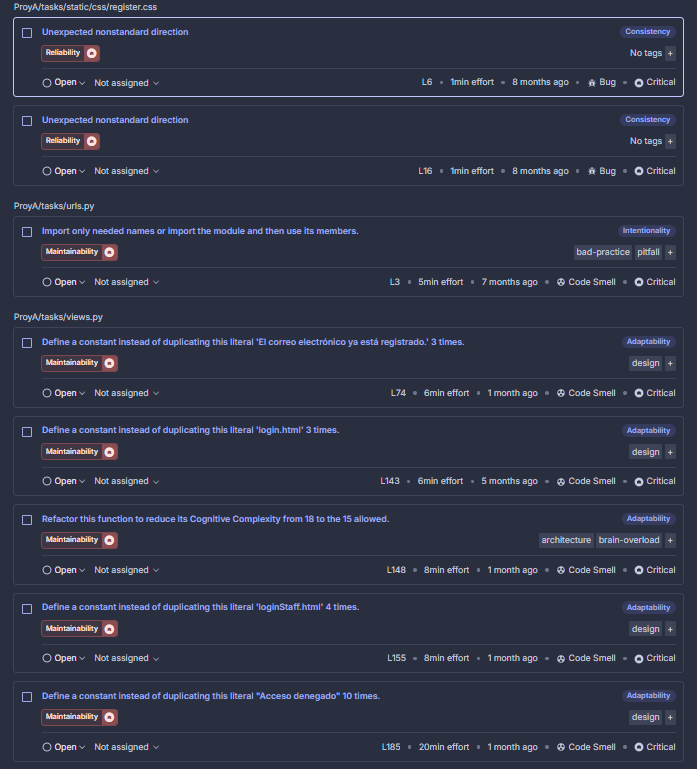 ProyA/tasks/static/css/register.css
Unexpected nonstandard direction Consistency
Reliability No tags +
Open Not assigned L6 • 1min effort • 8 months ago • Bug • Critical
Unexpected nonstandard direction Consistency
Reliability No tags +
Open Not assigned L16 • 1min effort • 8 months ago • Bug • Critical
ProyA/tasks/urls.py
Import only needed names or import the module and then use its members. Intentionality
Maintainability bad-practice pitfall +
Open Not assigned L3 • 5min effort • 7 months ago • Code Smell • Critical
ProyA/tasks/views.py
Define a constant instead of duplicating this literal 'El correo electrónico ya está registrado.' 3 times. Adaptability
Maintainability design +
Open Not assigned L74 • 6min effort • 1 month ago • Code Smell • Critical
Define a constant instead of duplicating this literal 'login.html' 3 times. Adaptability
Maintainability design +
Open Not assigned L143 • 6min effort • 5 months ago • Code Smell • Critical
Refactor this function to reduce its Cognitive Complexity from 18 to the 15 allowed. Adaptability
Maintainability architecture brain-overload +
Open Not assigned L148 • 8min effort • 1 month ago • Code Smell • Critical
Define a constant instead of duplicating this literal 'loginStaff.html' 4 times. Adaptability
Maintainability design +
Open Not assigned L155 • 8min effort • 1 month ago • Code Smell • Critical
Define a constant instead of duplicating this literal "Acceso denegado" 10 times. Adaptability
Maintainability design +
Open Not assigned L185 • 20min effort • 1 month ago • Code Smell • Critical